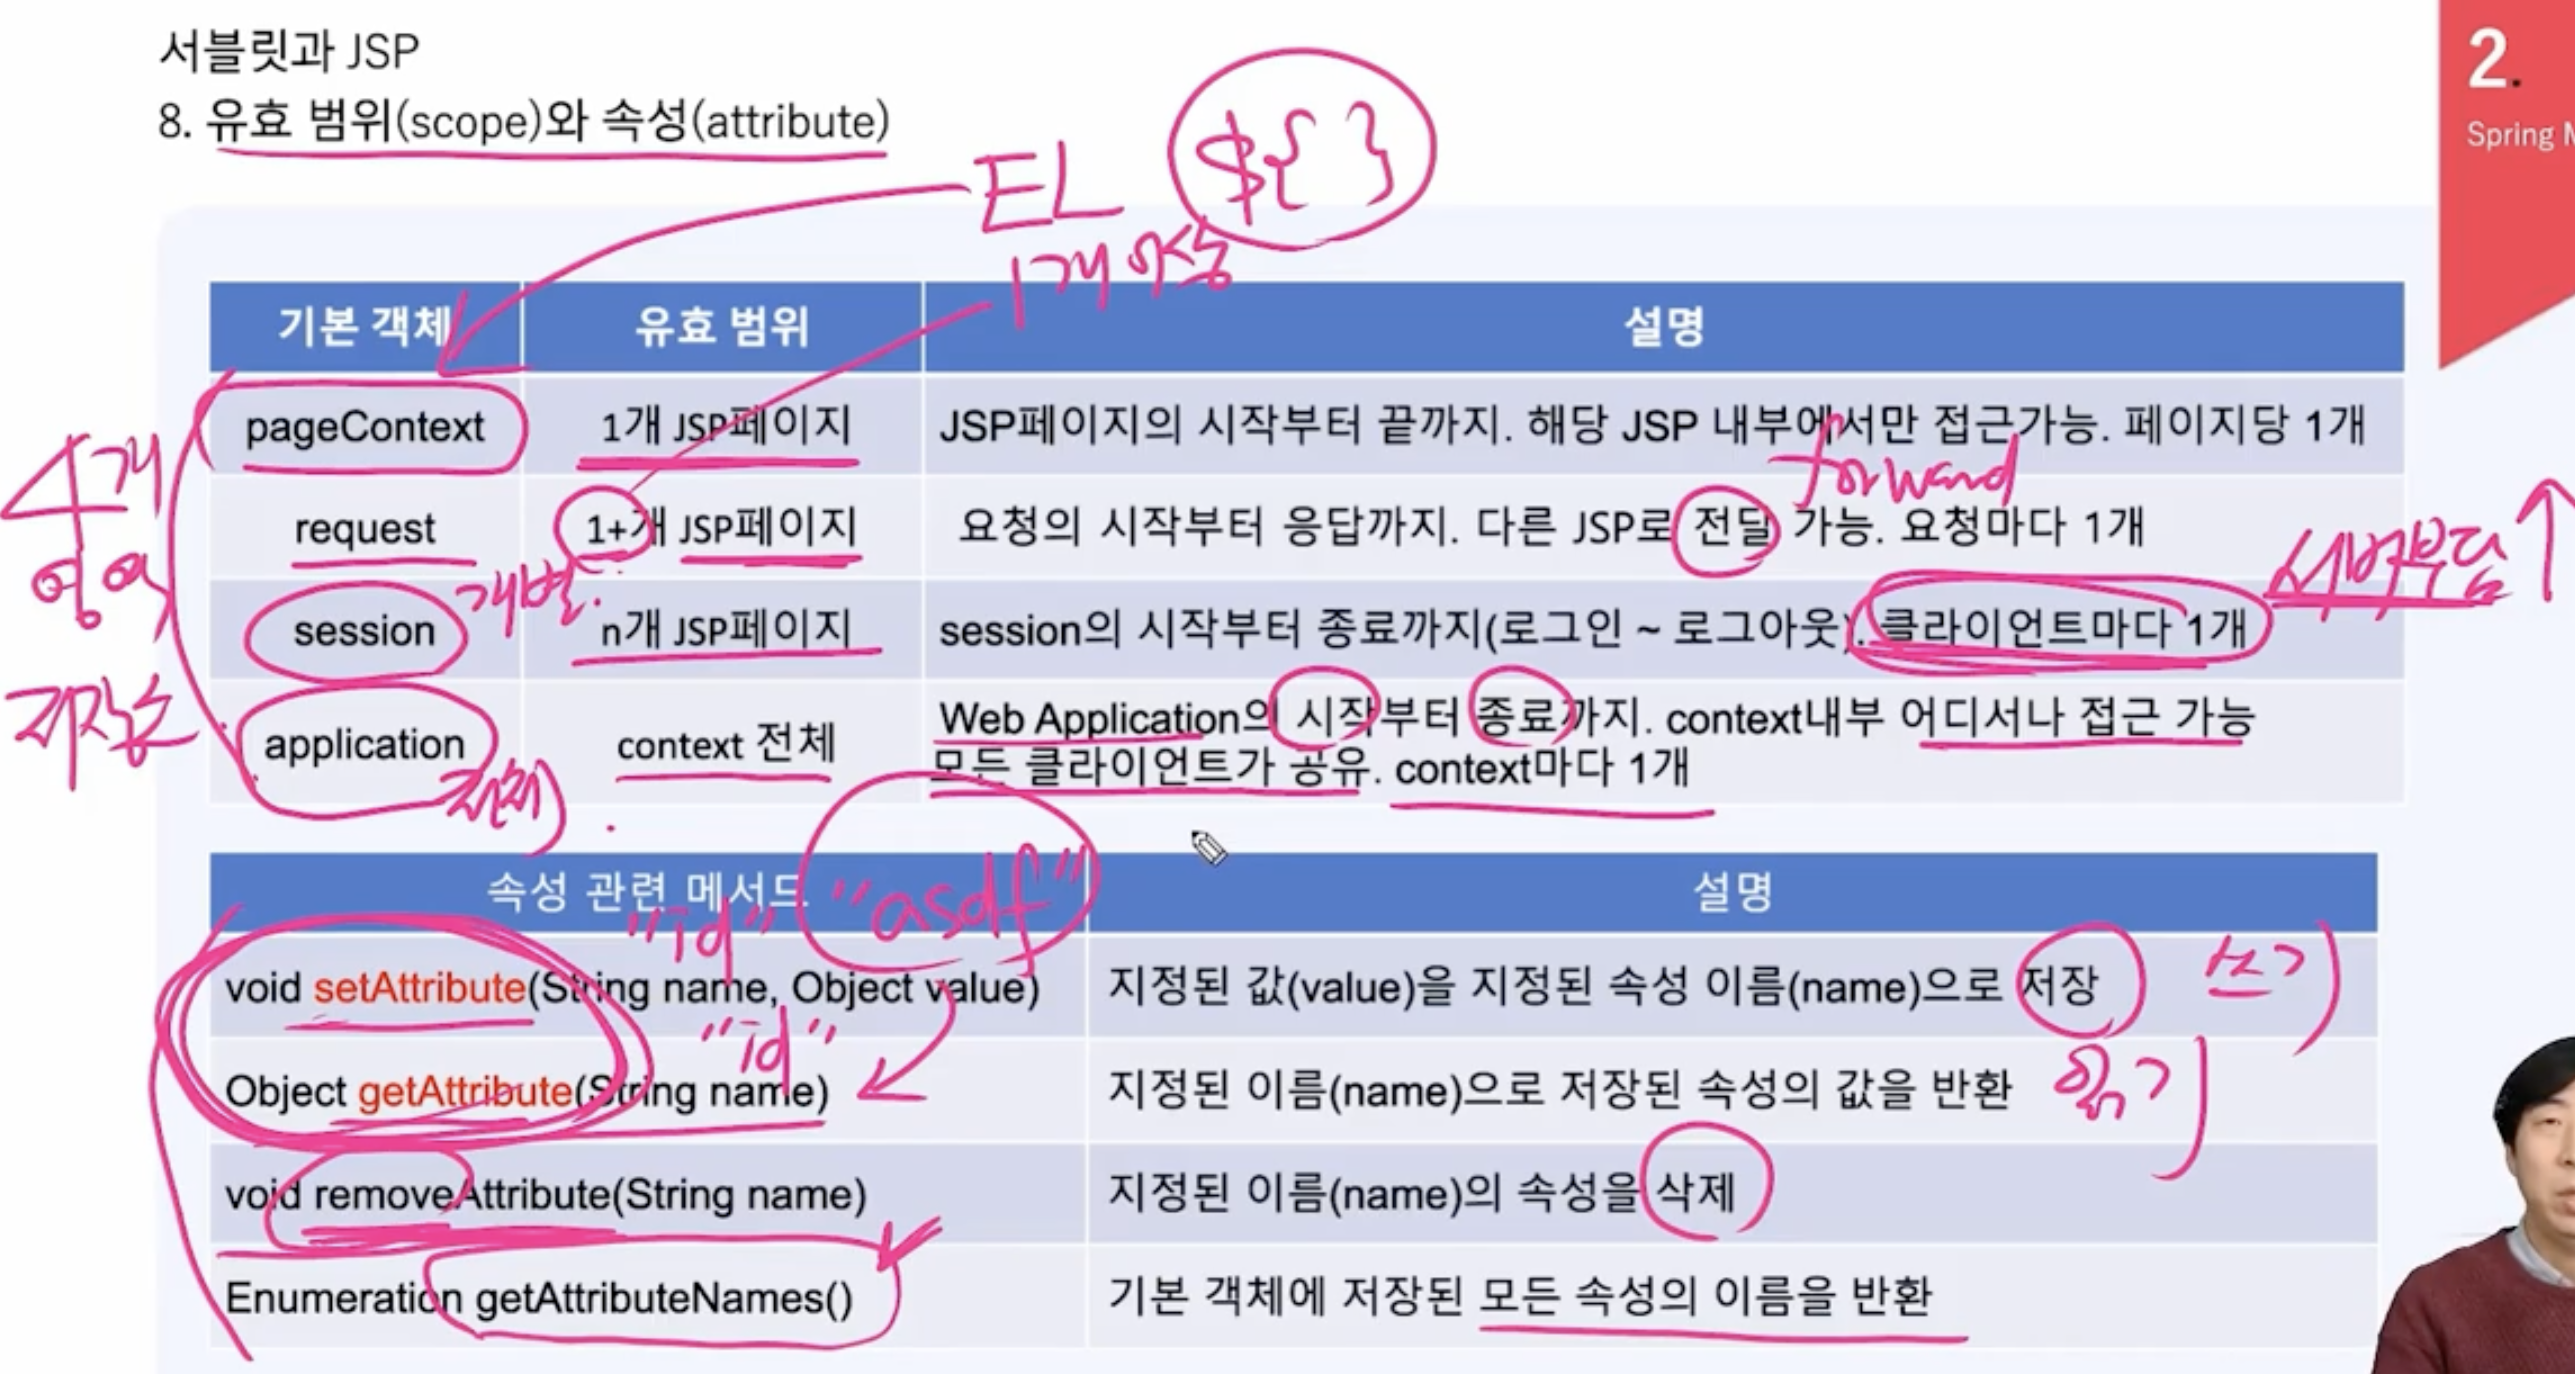 서블릿과 JSP
8. 유효 범위(scope)와 속성(attribute)
2.
Spring
EL ${ }
1개 이상
기본 객체 유효 범위 설명
pageContext 1개 JSP페이지 JSP페이지의 시작부터 끝까지. 해당 JSP 내부에서만 접근가능. 페이지당 1개
forward
request 1+개 JSP페이지 요청의 시작부터 응답까지. 다른 JSP로 전달 가능. 요청마다 1개
4개
영역
저장소
개별.
서버부담↑
session n개 JSP페이지 session의 시작부터 종료까지(로그인 ~ 로그아웃). 클라이언트마다 1개
application context 전체 Web Application의 시작부터 종료까지. context내부 어디서나 접근 가능
모든 클라이언트가 공유. context마다 1개
전체
속성 관련 메서드 설명
"id" "asdf"
void setAttribute(String name, Object value) 지정된 값(value)을 지정된 속성 이름(name)으로 저장 쓰기
"id"
Object getAttribute(String name) 지정된 이름(name)으로 저장된 속성의 값을 반환 읽기
void removeAttribute(String name) 지정된 이름(name)의 속성을 삭제
Enumeration getAttributeNames() 기본 객체에 저장된 모든 속성의 이름을 반환